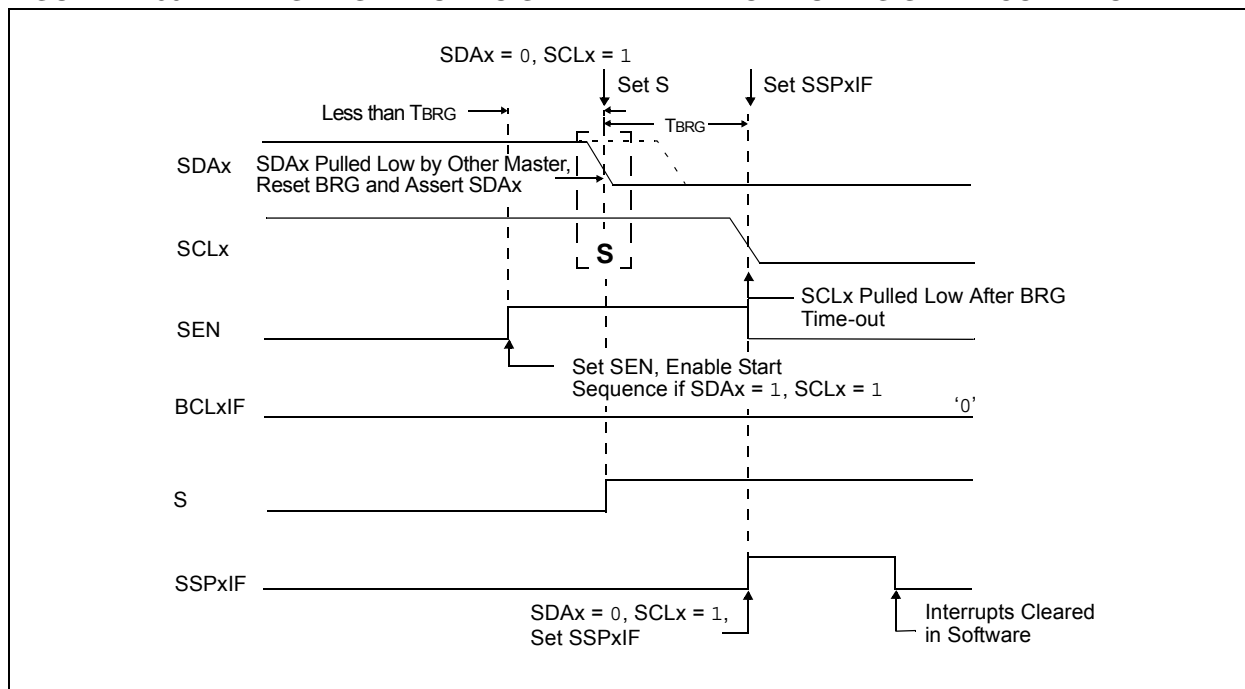 SDAx = 0, SCLx = 1
Set S
Set SSPxIF
Less than TBRG
TBRG
SDAx
SDAx Pulled Low by Other Master,
Reset BRG and Assert SDAx
SCLx
S
SCLx Pulled Low After BRG
Time-out
SEN
Set SEN, Enable Start
Sequence if SDAx = 1, SCLx = 1
BCLxIF
‘0’
S
SSPxIF
SDAx = 0, SCLx = 1,
Set SSPxIF
Interrupts Cleared
in Software